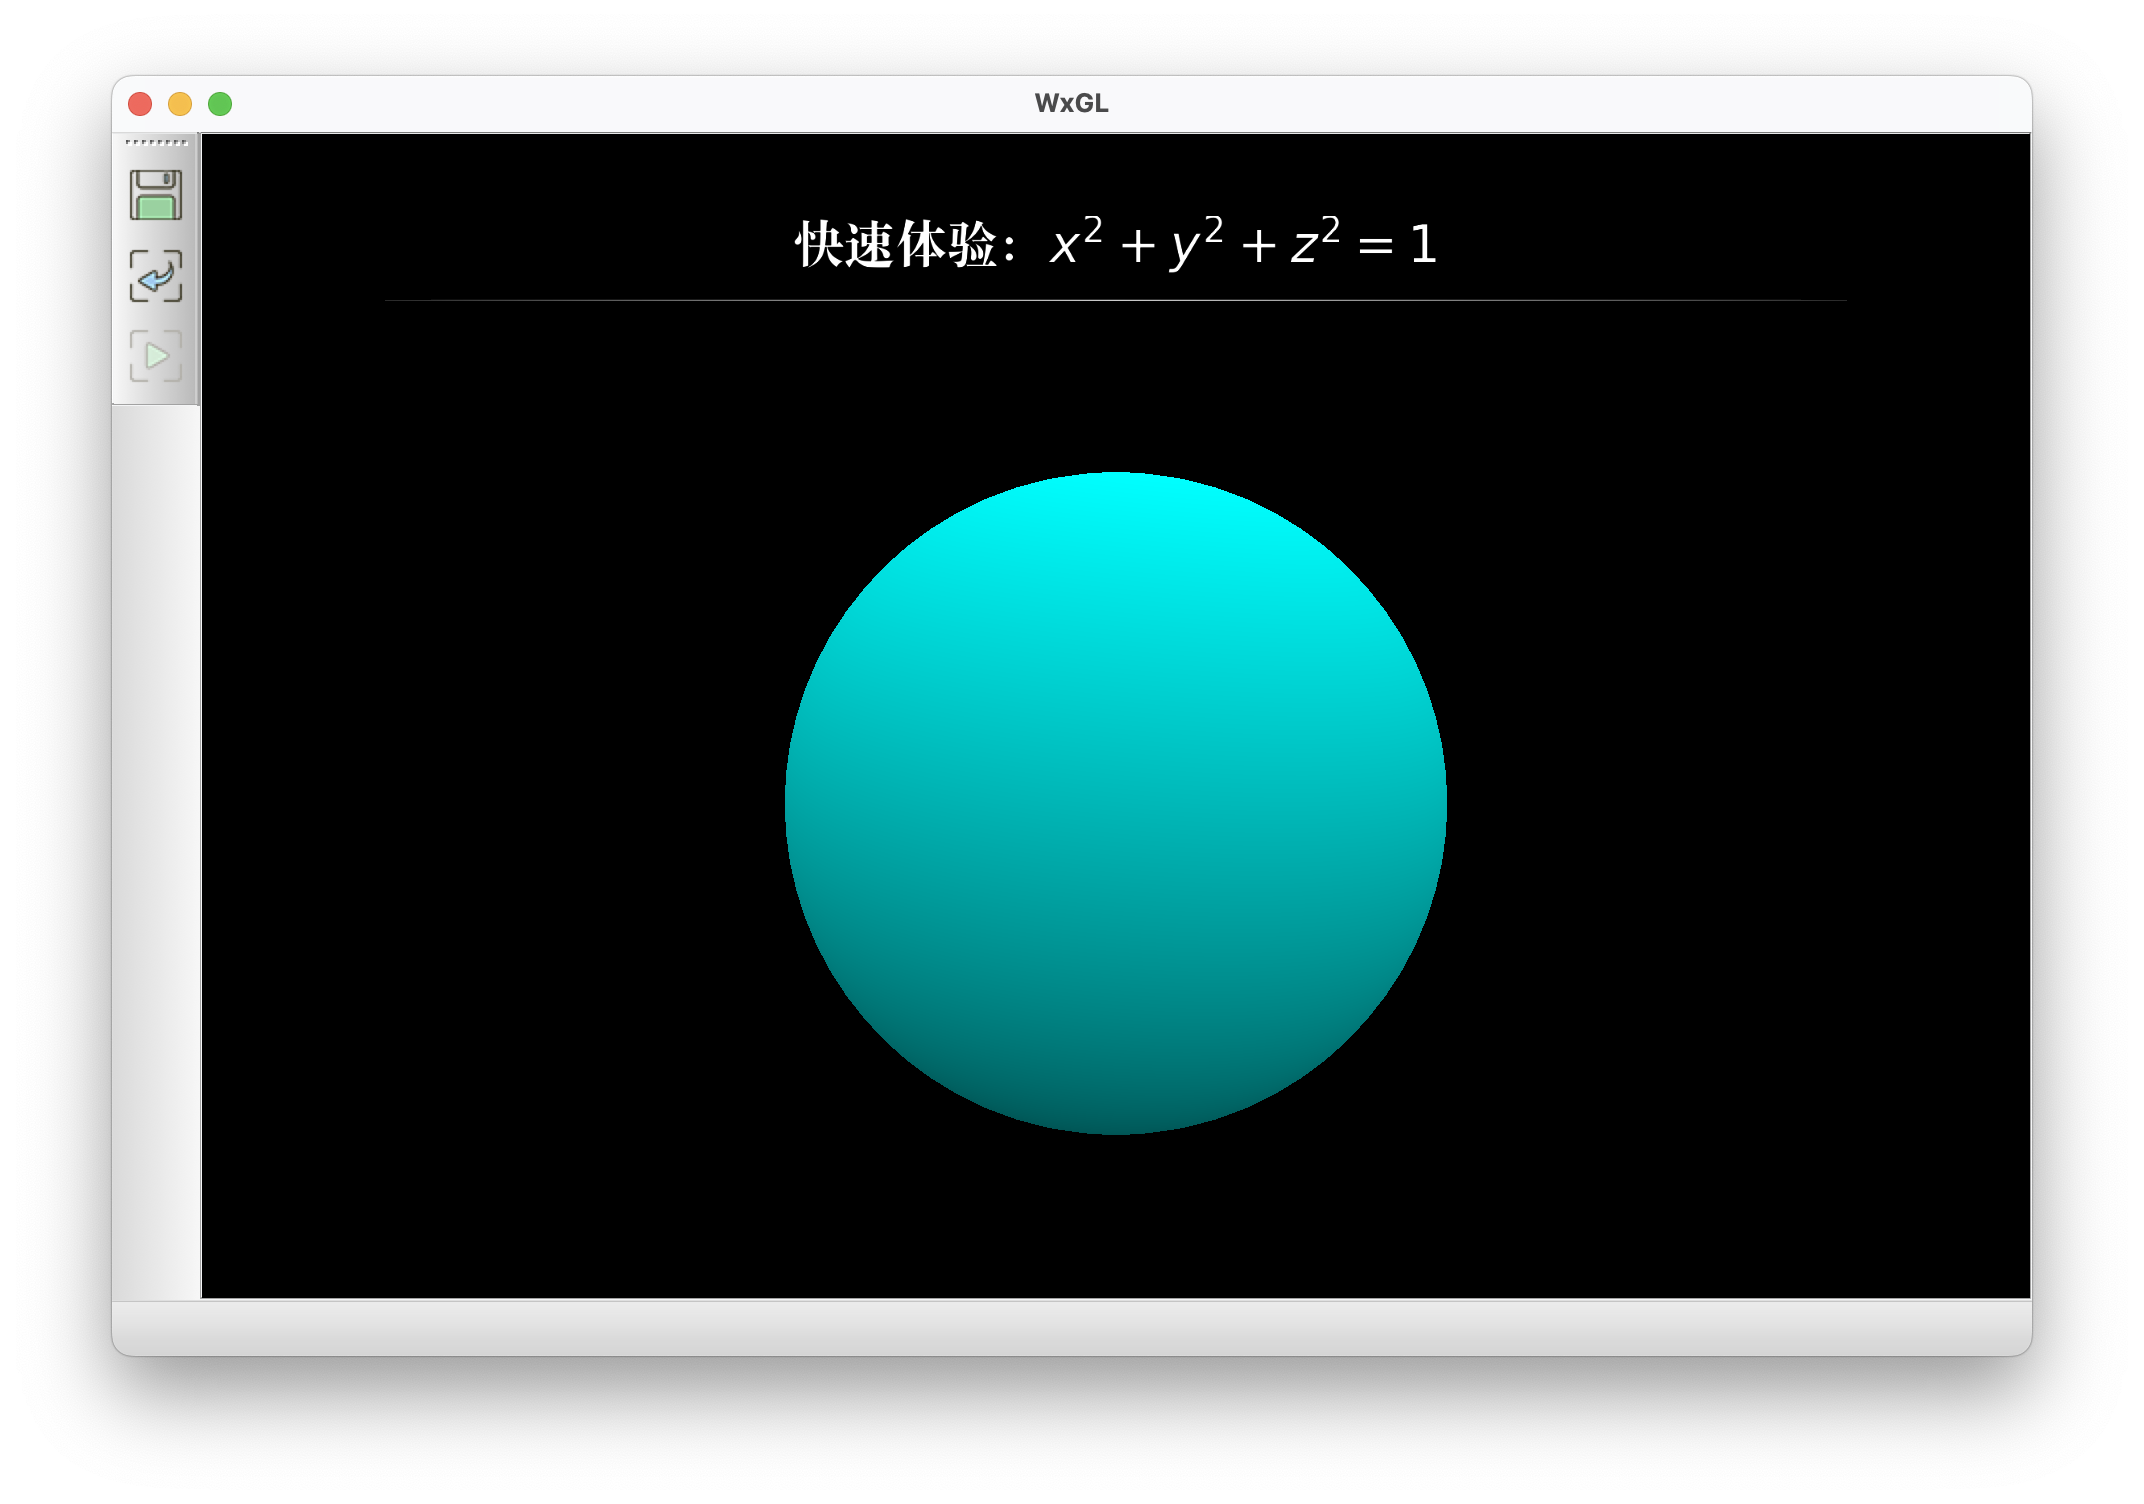 WxGL
快速体验：x² + y² + z² = 1